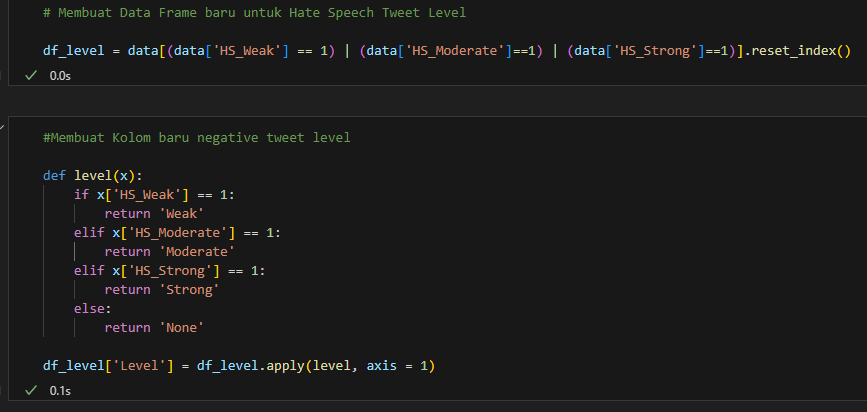 # Membuat Data Frame baru untuk Hate Speech Tweet Level
df_level = data[(data['HS_Weak'] == 1) | (data['HS_Moderate']==1) | (data['HS_Strong']==1)].reset_index()
0.0s
#Membuat Kolom baru negative tweet level
def level(x):
    if x['HS_Weak'] == 1:
        return 'Weak'
    elif x['HS_Moderate'] == 1:
        return 'Moderate'
    elif x['HS_Strong'] == 1:
        return 'Strong'
    else:
        return 'None'
df_level['Level'] = df_level.apply(level, axis = 1)
0.1s